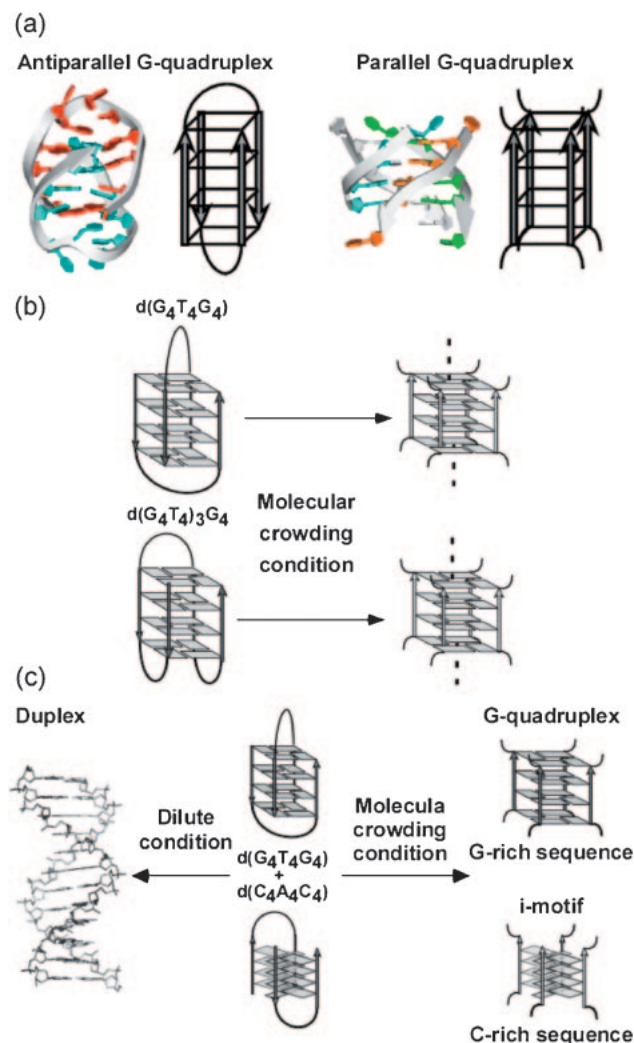 (a)
Antiparallel G-quadruplex
Parallel G-quadruplex
(b)
d(G₄T₄G₄)
d(G₄T₄)₃G₄
Molecular
crowding
condition
(c)
Duplex
Dilute
condition
d(G₄T₄G₄)
+
d(C₄A₄C₄)
Molecula
crowding
condition
G-quadruplex
G-rich sequence
i-motif
C-rich sequence